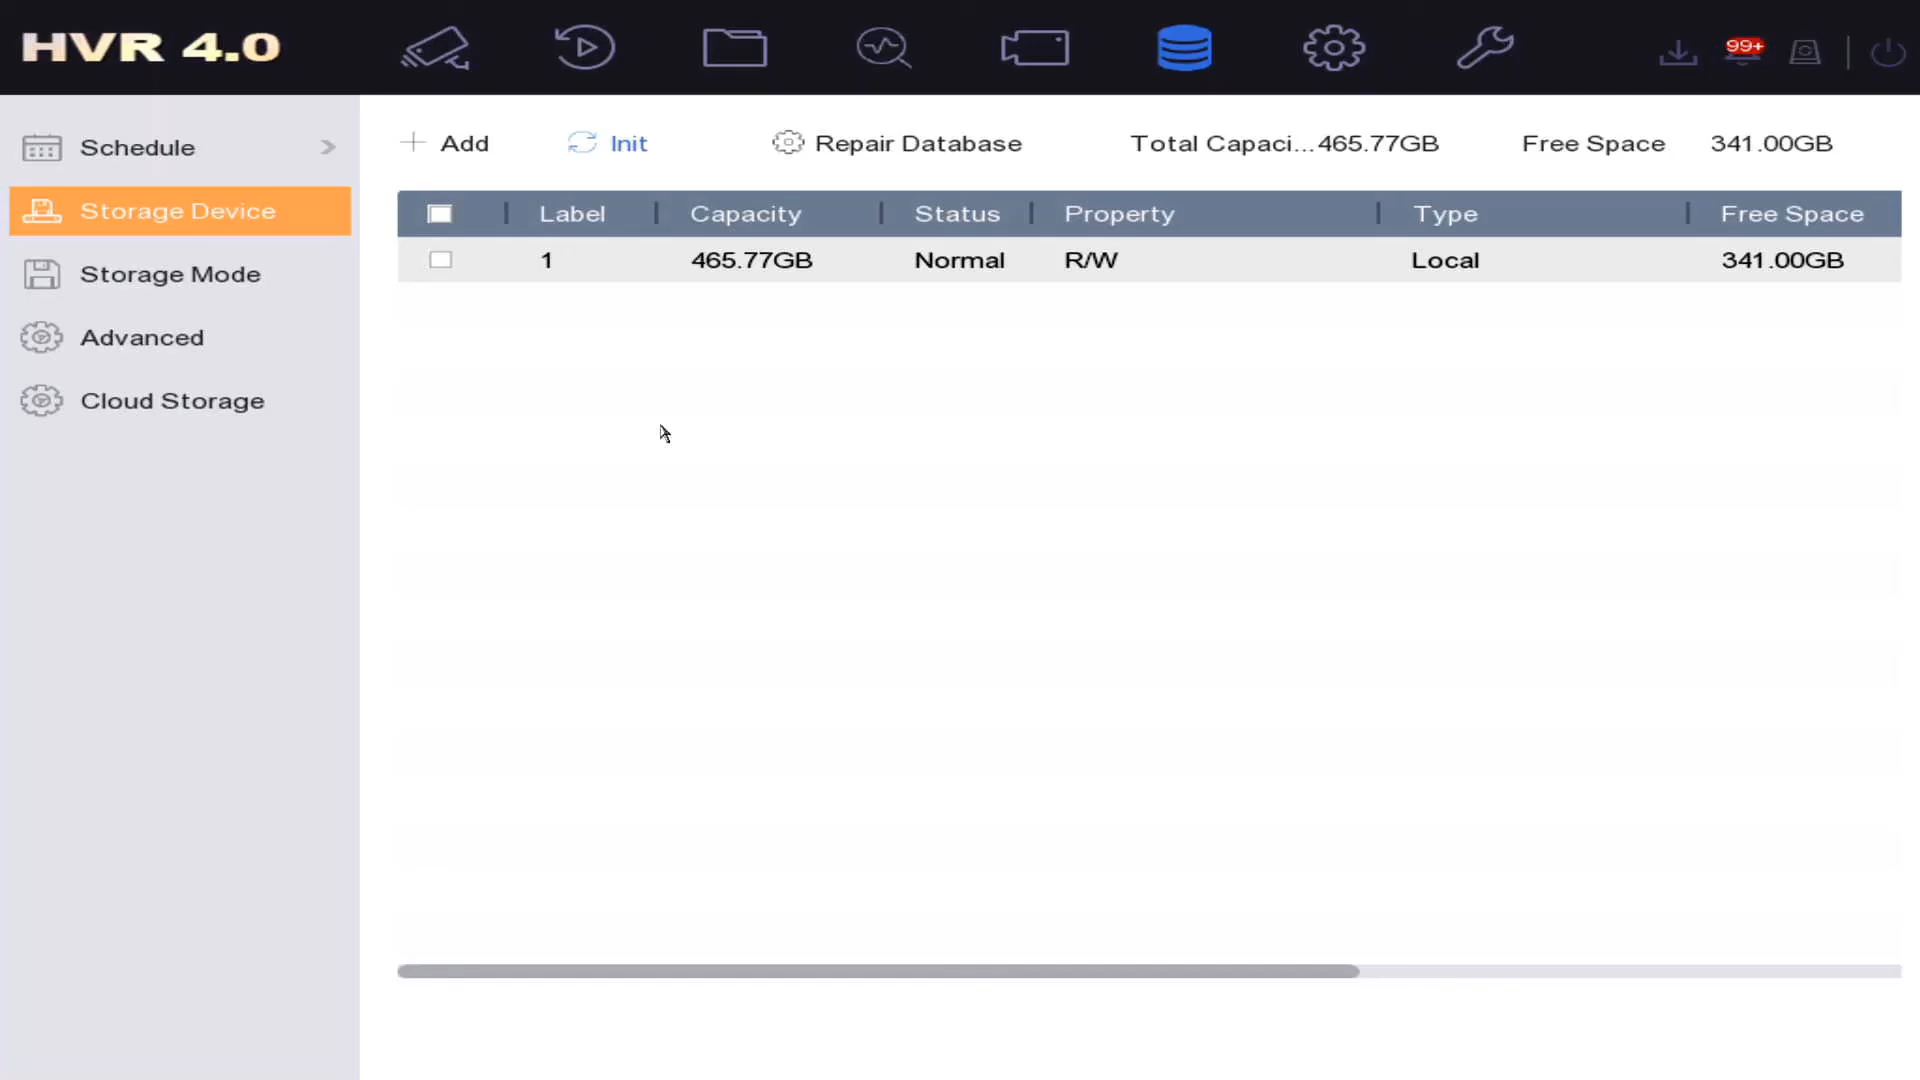 HVR 4.0
99+
Schedule
Storage Device
Storage Mode
Advanced
Cloud Storage
Add Init Repair Database Total Capaci... 465.77GB Free Space 341.00GB
Label Capacity Status Property Type Free Space
1 465.77GB Normal R/W Local 341.00GB